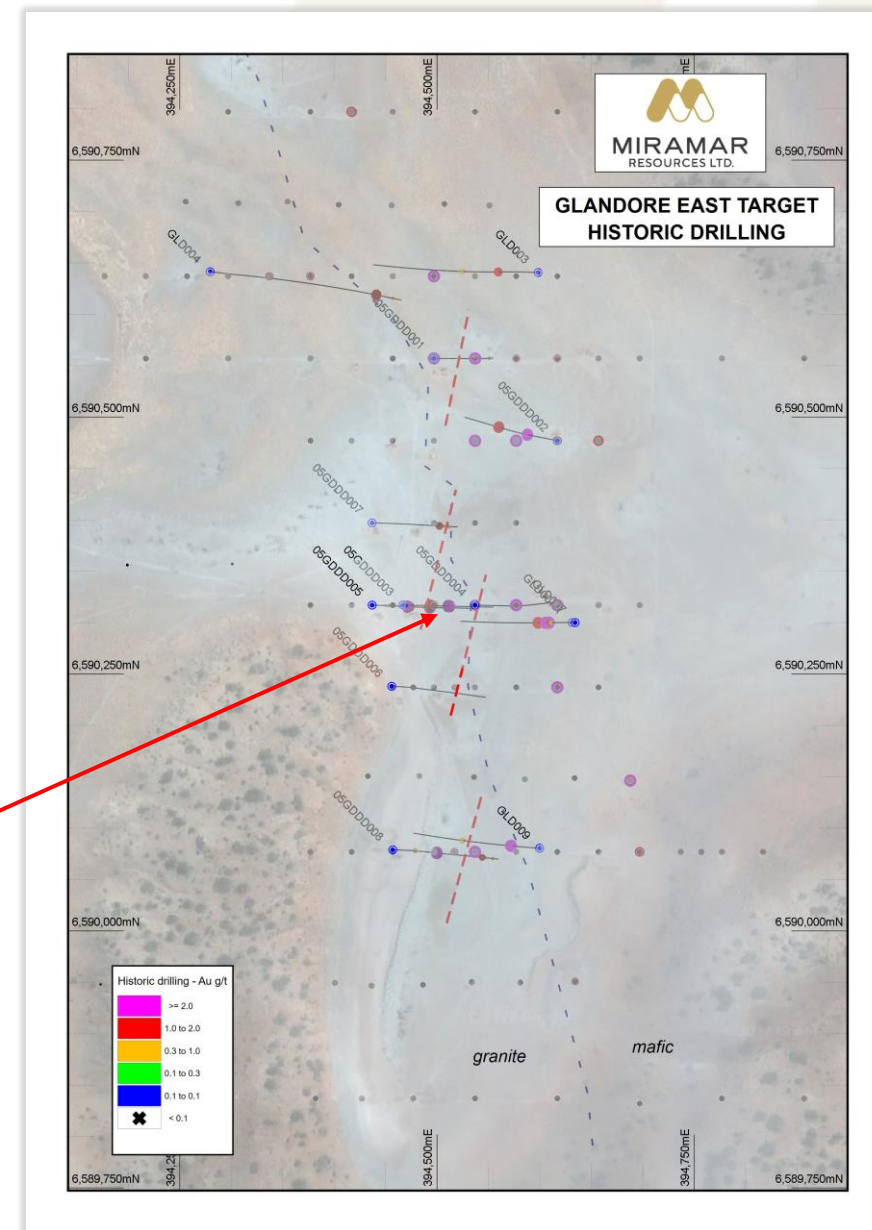 394,250mE
394,500mE
mE
MIRAMAR
RESOURCES LTD.
6,590,750mN
6,590,750mN
GLANDORE EAST TARGET
HISTORIC DRILLING
GLD004
GLD003
05GDDD001
6,590,500mN
6,590,500mN
05GDDD002
05GDDD007
05GDDD005
05GDDD003
05GDDD004
6,590,250mN
6,590,250mN
05GDDD006
05GDDD008
GLD009
6,590,000mN
6,590,000mN
Historic drilling - Au g/t
>= 2.0
1.0 to 2.0
0.3 to 1.0
0.1 to 0.3
0.1 to 0.1
< 0.1
granite
mafic
394,25
394,500mE
394,750mE
6,589,750mN
6,589,750mN